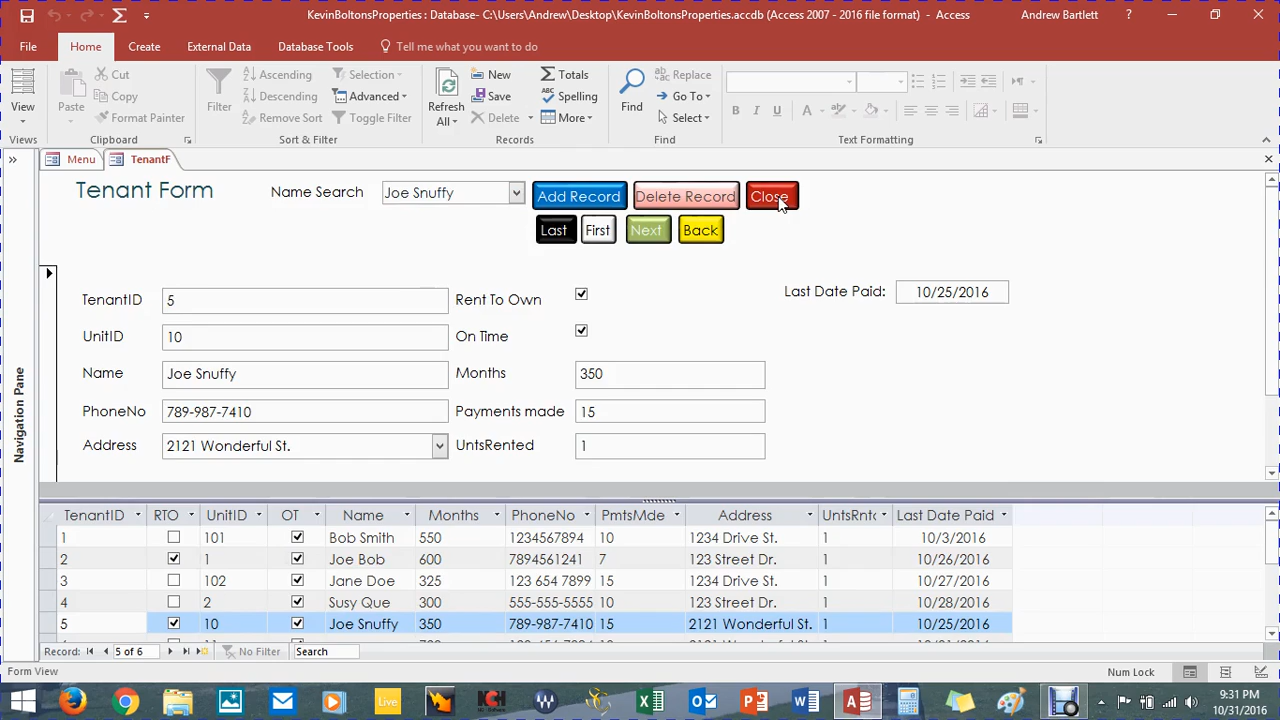 KevinBoltonsProperties : Database- C:\Users\Andrew\Desktop\KevinBoltonsProperties.accdb (Access 2007 - 2016 file format) - Access Andrew Bartlett ?
File Home Create External Data Database Tools Tell me what you want to do
View Paste Cut Copy Format Painter Filter Ascending Descending Remove Sort Selection Advanced Toggle Filter Refresh All New Save Delete Totals Spelling More Find Replace Go To Select B I U A
Views Clipboard Sort & Filter Records Find Text Formatting
Menu TenantF
Tenant Form Name Search Joe Snuffy Add Record Delete Record Close
Last First Next Back
TenantID 5 Rent To Own Last Date Paid: 10/25/2016
UnitID 10 On Time
Name Joe Snuffy Months 350
PhoneNo 789-987-7410 Payments made 15
Address 2121 Wonderful St. UntsRented 1
Navigation Pane
TenantID RTO UnitID OT Name Months PhoneNo PmtsMde Address UntsRntd Last Date Paid
1 101 Bob Smith 550 1234567894 10 1234 Drive St. 1 10/3/2016
2 1 Joe Bob 600 7894561241 7 123 Street Dr. 1 10/26/2016
3 102 Jane Doe 325 123 654 7899 15 1234 Drive St. 1 10/27/2016
4 2 Susy Que 300 555-555-5555 10 123 Street Dr. 1 10/28/2016
5 10 Joe Snuffy 350 789-987-7410 15 2121 Wonderful St. 1 10/25/2016
Record: 5 of 6 No Filter Search
Form View Num Lock
Live
9:31 PM
10/31/2016